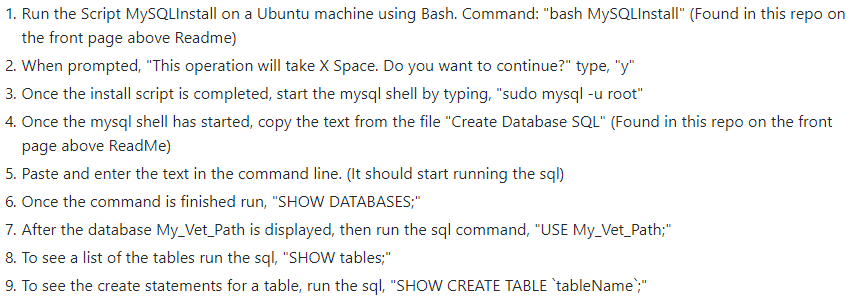 1. Run the Script MySQLInstall on a Ubuntu machine using Bash. Command: "bash MySQLInstall" (Found in this repo on
the front page above Readme)
2. When prompted, "This operation will take X Space. Do you want to continue?" type, "y"
3. Once the install script is completed, start the mysql shell by typing, "sudo mysql -u root"
4. Once the mysql shell has started, copy the text from the file "Create Database SQL" (Found in this repo on the front
page above ReadMe)
5. Paste and enter the text in the command line. (It should start running the sql)
6. Once the command is finished run, "SHOW DATABASES;"
7. After the database My_Vet_Path is displayed, then run the sql command, "USE My_Vet_Path;"
8. To see a list of the tables run the sql, "SHOW tables;"
9. To see the create statements for a table, run the sql, "SHOW CREATE TABLE `tableName`;"